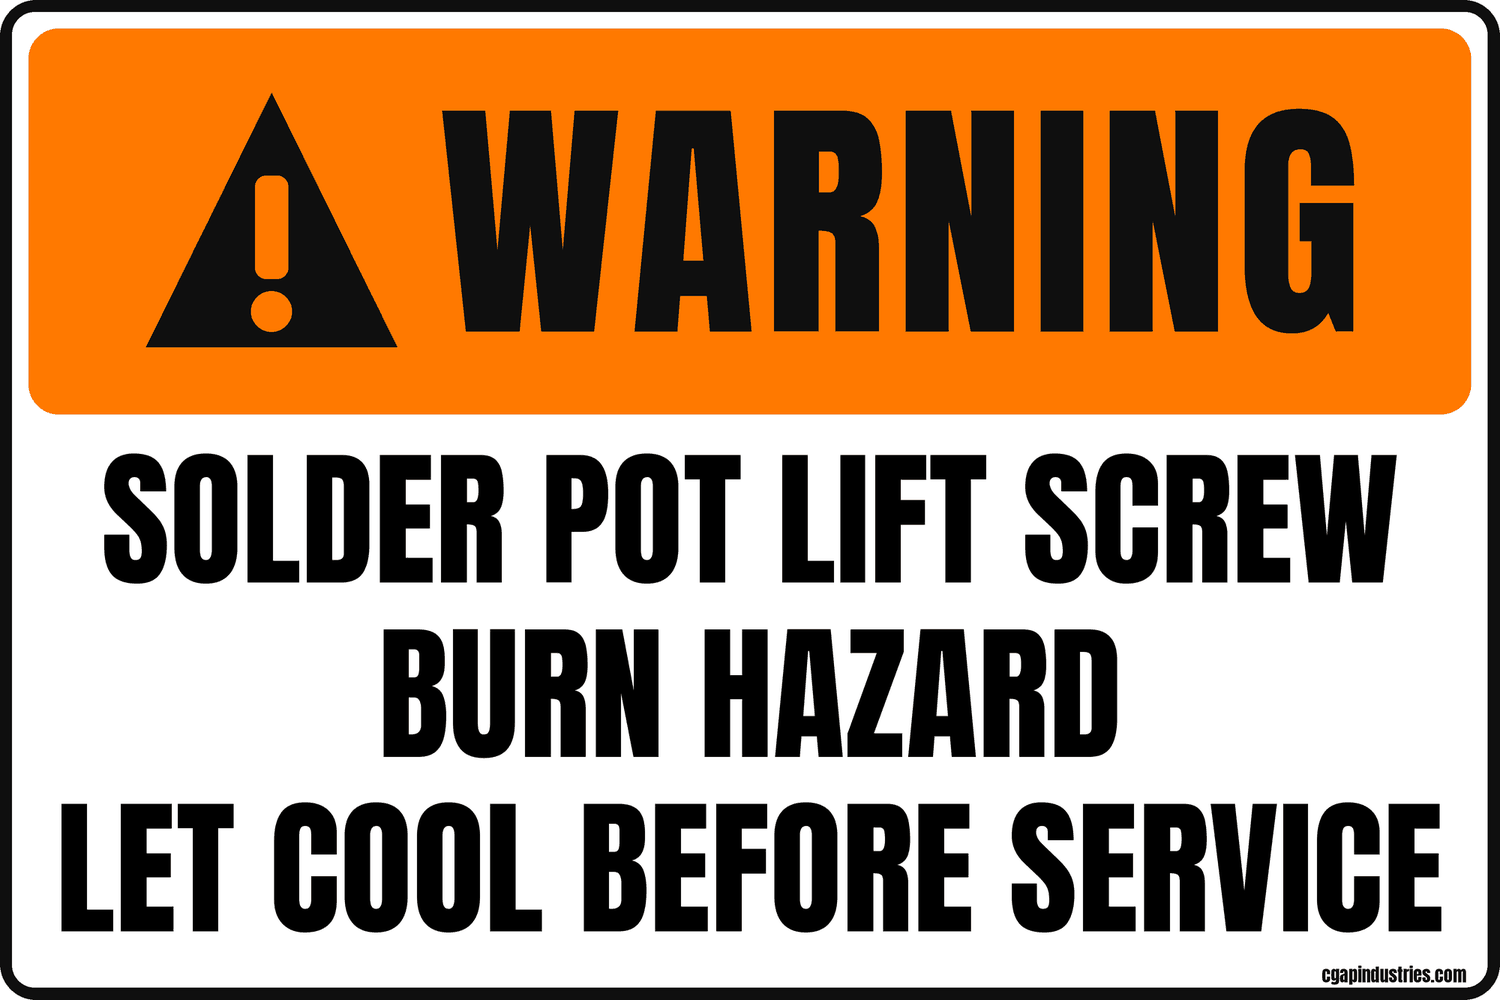 WARNING
SOLDER POT LIFT SCREW
BURN HAZARD
LET COOL BEFORE SERVICE
cgapindustries.com